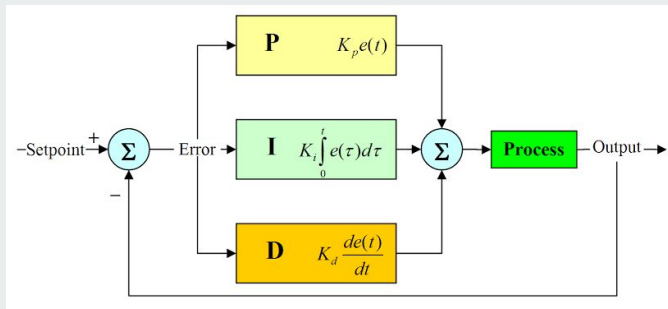 P K_p e(t)
–Setpoint + Σ Error I K_i ∫_0^t e(τ)dτ Σ Process Output
–
D K_d de(t)/dt